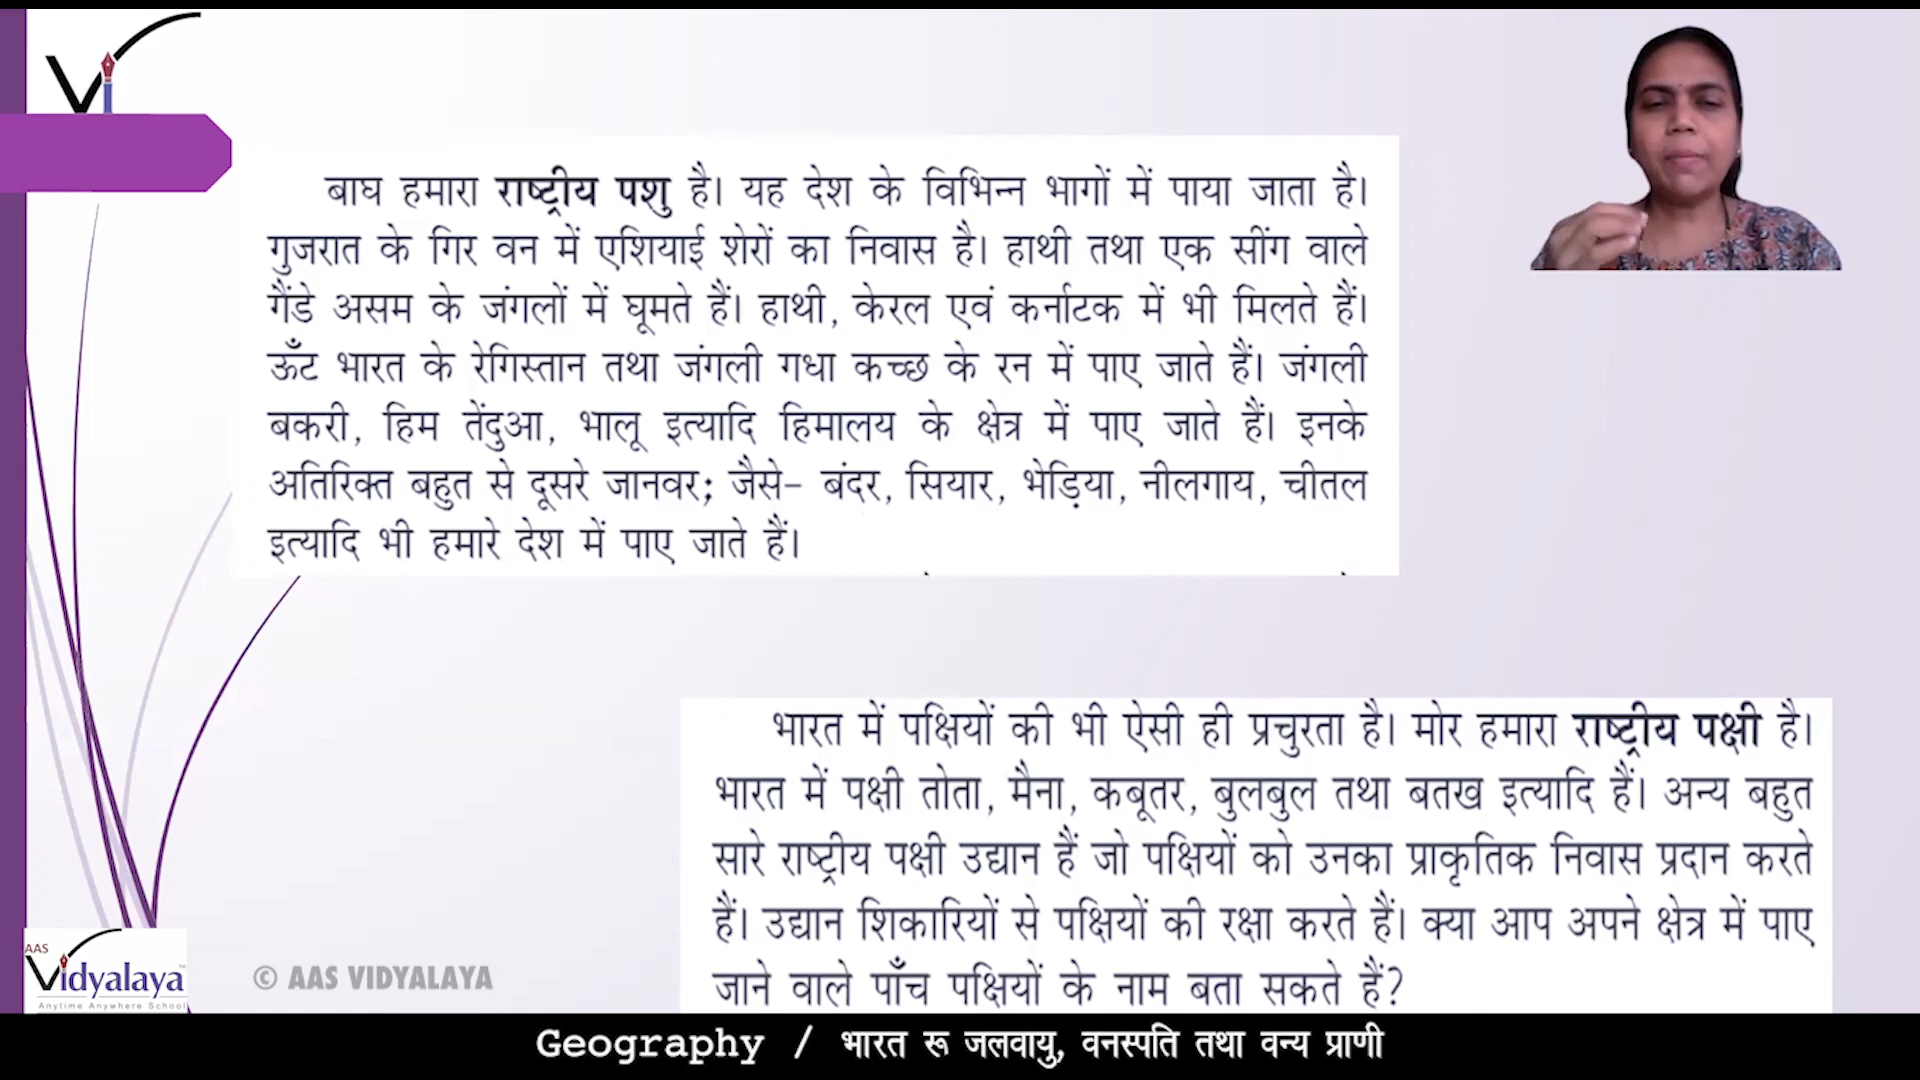 बाघ हमारा राष्ट्रीय पशु है। यह देश के विभिन्न भागों में पाया जाता है।
गुजरात के गिर वन में एशियाई शेरों का निवास है। हाथी तथा एक सींग वाले
गैंडे असम के जंगलों में घूमते हैं। हाथी, केरल एवं कर्नाटक में भी मिलते हैं।
ऊँट भारत के रेगिस्तान तथा जंगली गधा कच्छ के रन में पाए जाते हैं। जंगली
बकरी, हिम तेंदुआ, भालू इत्यादि हिमालय के क्षेत्र में पाए जाते हैं। इनके
अतिरिक्त बहुत से दूसरे जानवर; जैसे– बंदर, सियार, भेड़िया, नीलगाय, चीतल
इत्यादि भी हमारे देश में पाए जाते हैं।
भारत में पक्षियों की भी ऐसी ही प्रचुरता है। मोर हमारा राष्ट्रीय पक्षी है।
भारत में पक्षी तोता, मैना, कबूतर, बुलबुल तथा बतख इत्यादि हैं। अन्य बहुत
सारे राष्ट्रीय पक्षी उद्यान हैं जो पक्षियों को उनका प्राकृतिक निवास प्रदान करते
हैं। उद्यान शिकारियों से पक्षियों की रक्षा करते हैं। क्या आप अपने क्षेत्र में पाए
जाने वाले पाँच पक्षियों के नाम बता सकते हैं?
AAS
Vidyalaya
Anytime Anywhere School
© AAS VIDYALAYA
Geography / भारत रू जलवायु, वनस्पति तथा वन्य प्राणी